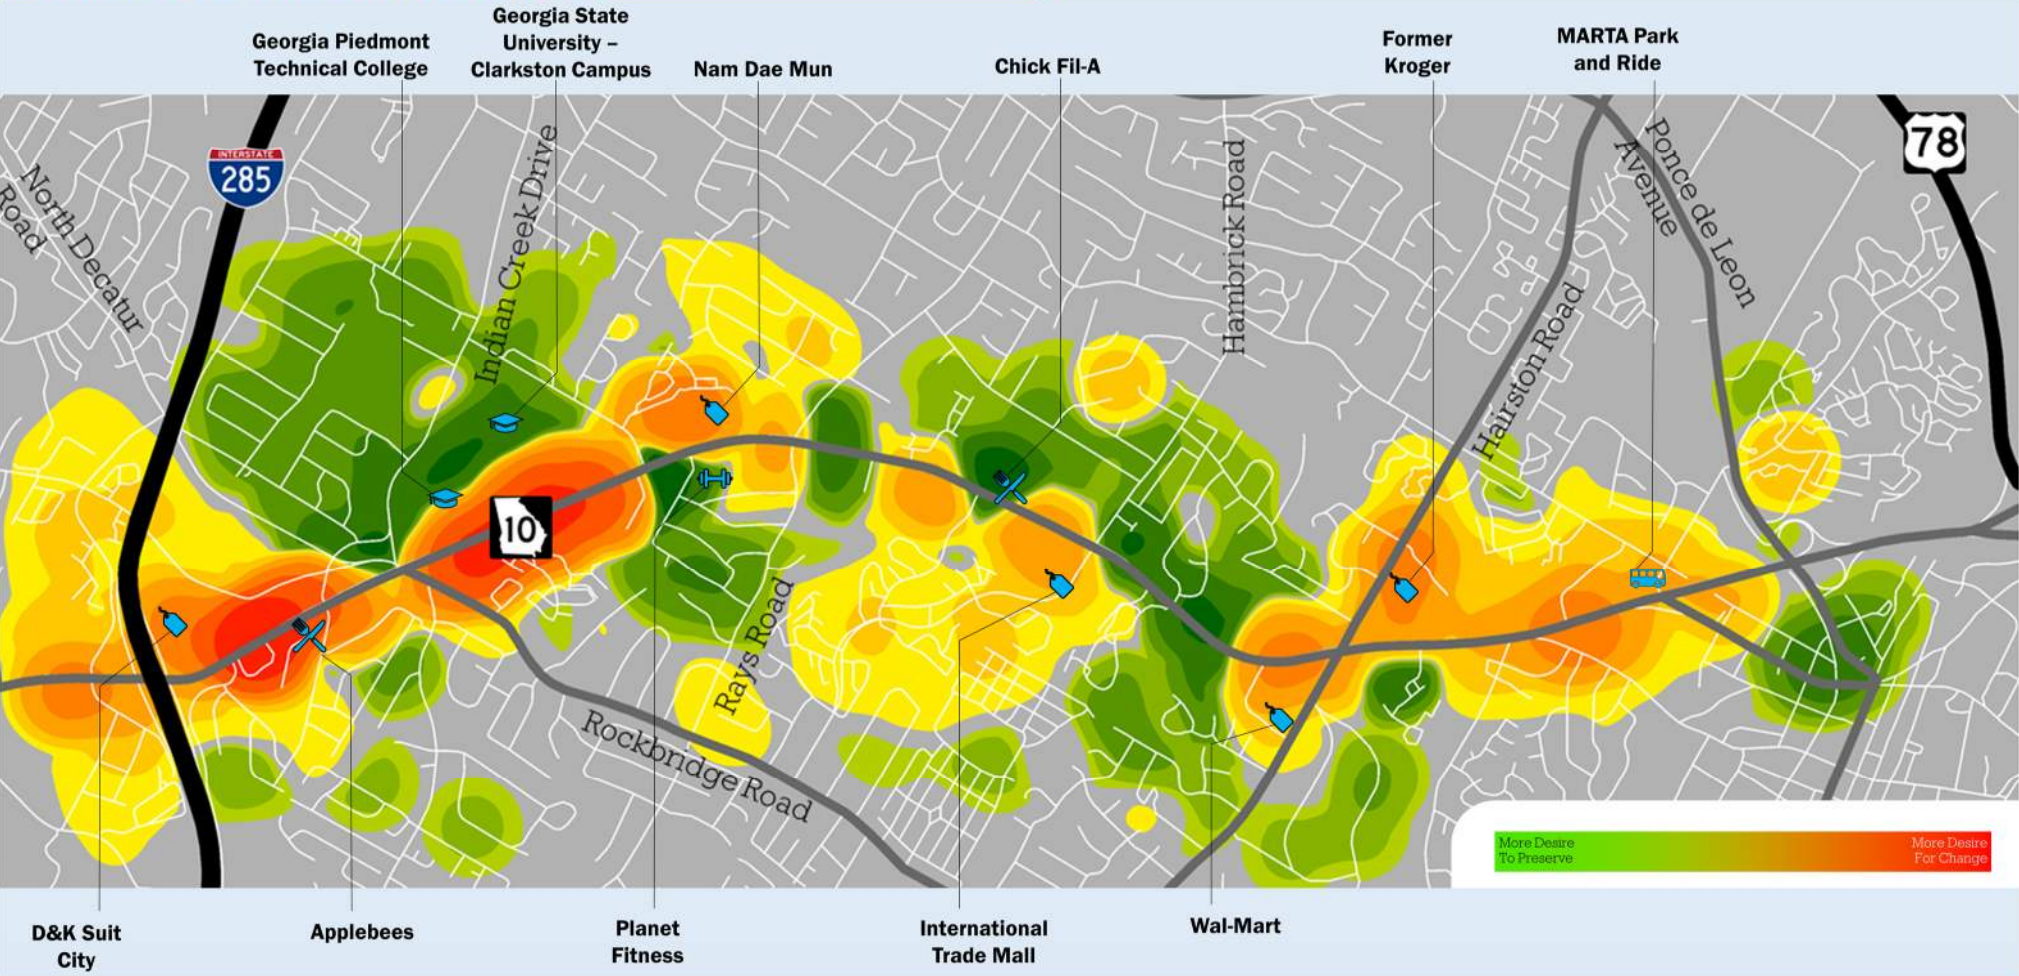 Georgia Piedmont
Technical College
Georgia State
University –
Clarkston Campus
Nam Dae Mun
Chick Fil-A
Former
Kroger
MARTA Park
and Ride
INTERSTATE
285
78
North Decatur
Road
Indian Creek Drive
Hambrick Road
Ponce de Leon
Avenue
Hairston Road
10
Rays Road
Rockbridge Road
More Desire
To Preserve
More Desire
For Change
D&K Suit
City
Applebees
Planet
Fitness
International
Trade Mall
Wal-Mart